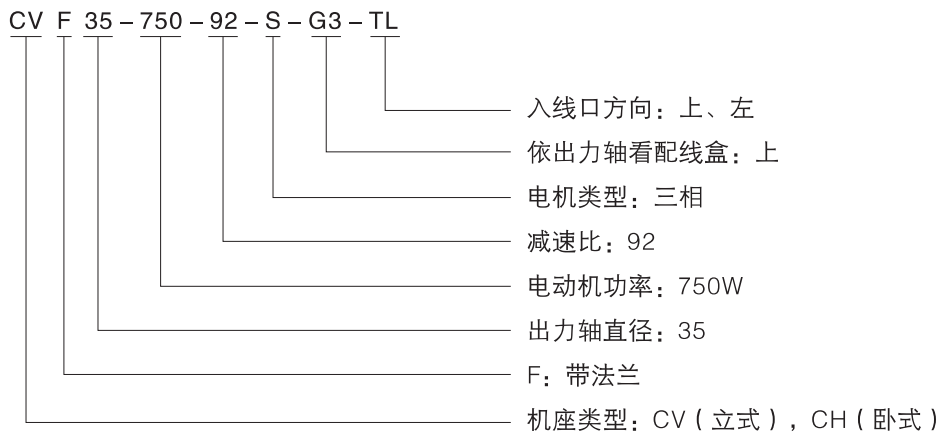 CV F 35-750-92-S-G3-TL
入线口方向：上、左
依出力轴看配线盒：上
电机类型：三相
减速比：92
电动机功率：750W
出力轴直径：35
F：带法兰
机座类型：CV（立式），CH（卧式）